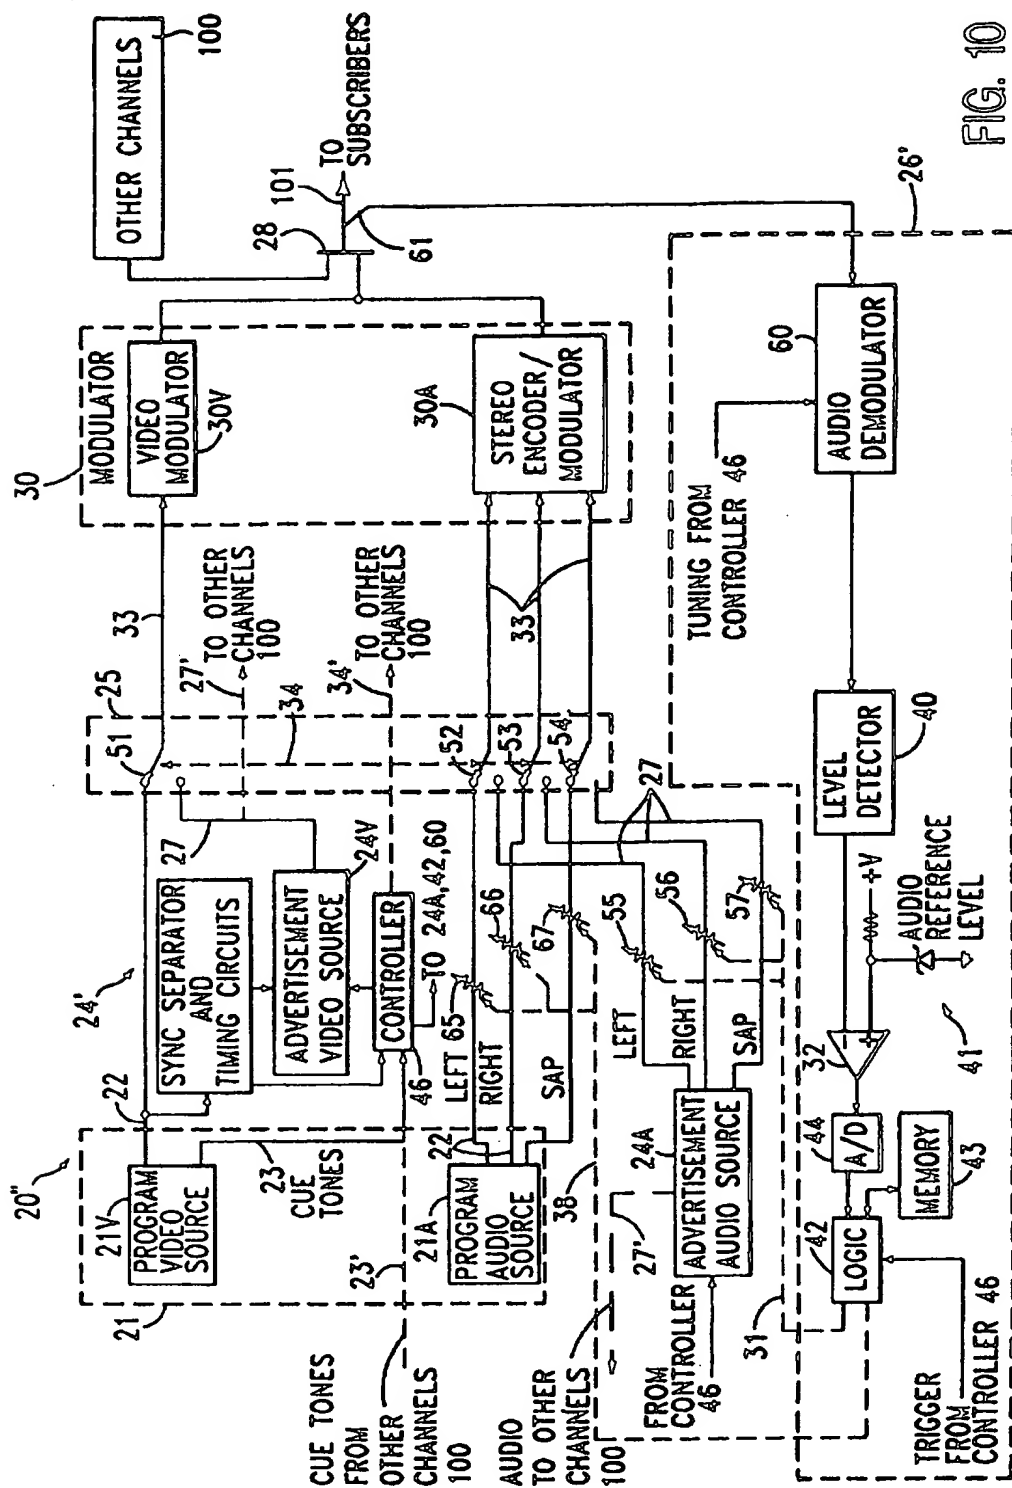 20"
21
21V
PROGRAM
VIDEO
SOURCE
22
23
CUE
TONES
23'
CUE TONES
FROM
OTHER
CHANNELS
100
21A
PROGRAM
AUDIO
SOURCE
22
24'
SYNC SEPARATOR
AND
TIMING CIRCUITS
ADVERTISEMENT
VIDEO SOURCE
24V
CONTROLLER
46
TO 24A,42,60
LEFT
RIGHT
SAP
65
66
67
27
25
51
34
52
53
54
33
27'
TO OTHER
CHANNELS
100
34'
TO OTHER
CHANNELS
100
33
30
MODULATOR
VIDEO
MODULATOR
30V
30A
STEREO
ENCODER/
MODULATOR
OTHER CHANNELS
100
28
101
TO
SUBSCRIBERS
61
AUDIO
TO OTHER
CHANNELS
100
27'
38
24A
ADVERTISEMENT
AUDIO SOURCE
FROM
CONTROLLER
46
LEFT
RIGHT
SAP
55
56
57
27
31
26'
TUNING FROM
CONTROLLER 46
60
AUDIO
DEMODULATOR
LEVEL
DETECTOR
40
+V
AUDIO
REFERENCE
LEVEL
41
32
−
+
44
A/D
42
LOGIC
MEMORY
43
TRIGGER
FROM
CONTROLLER 46
FIG. 10